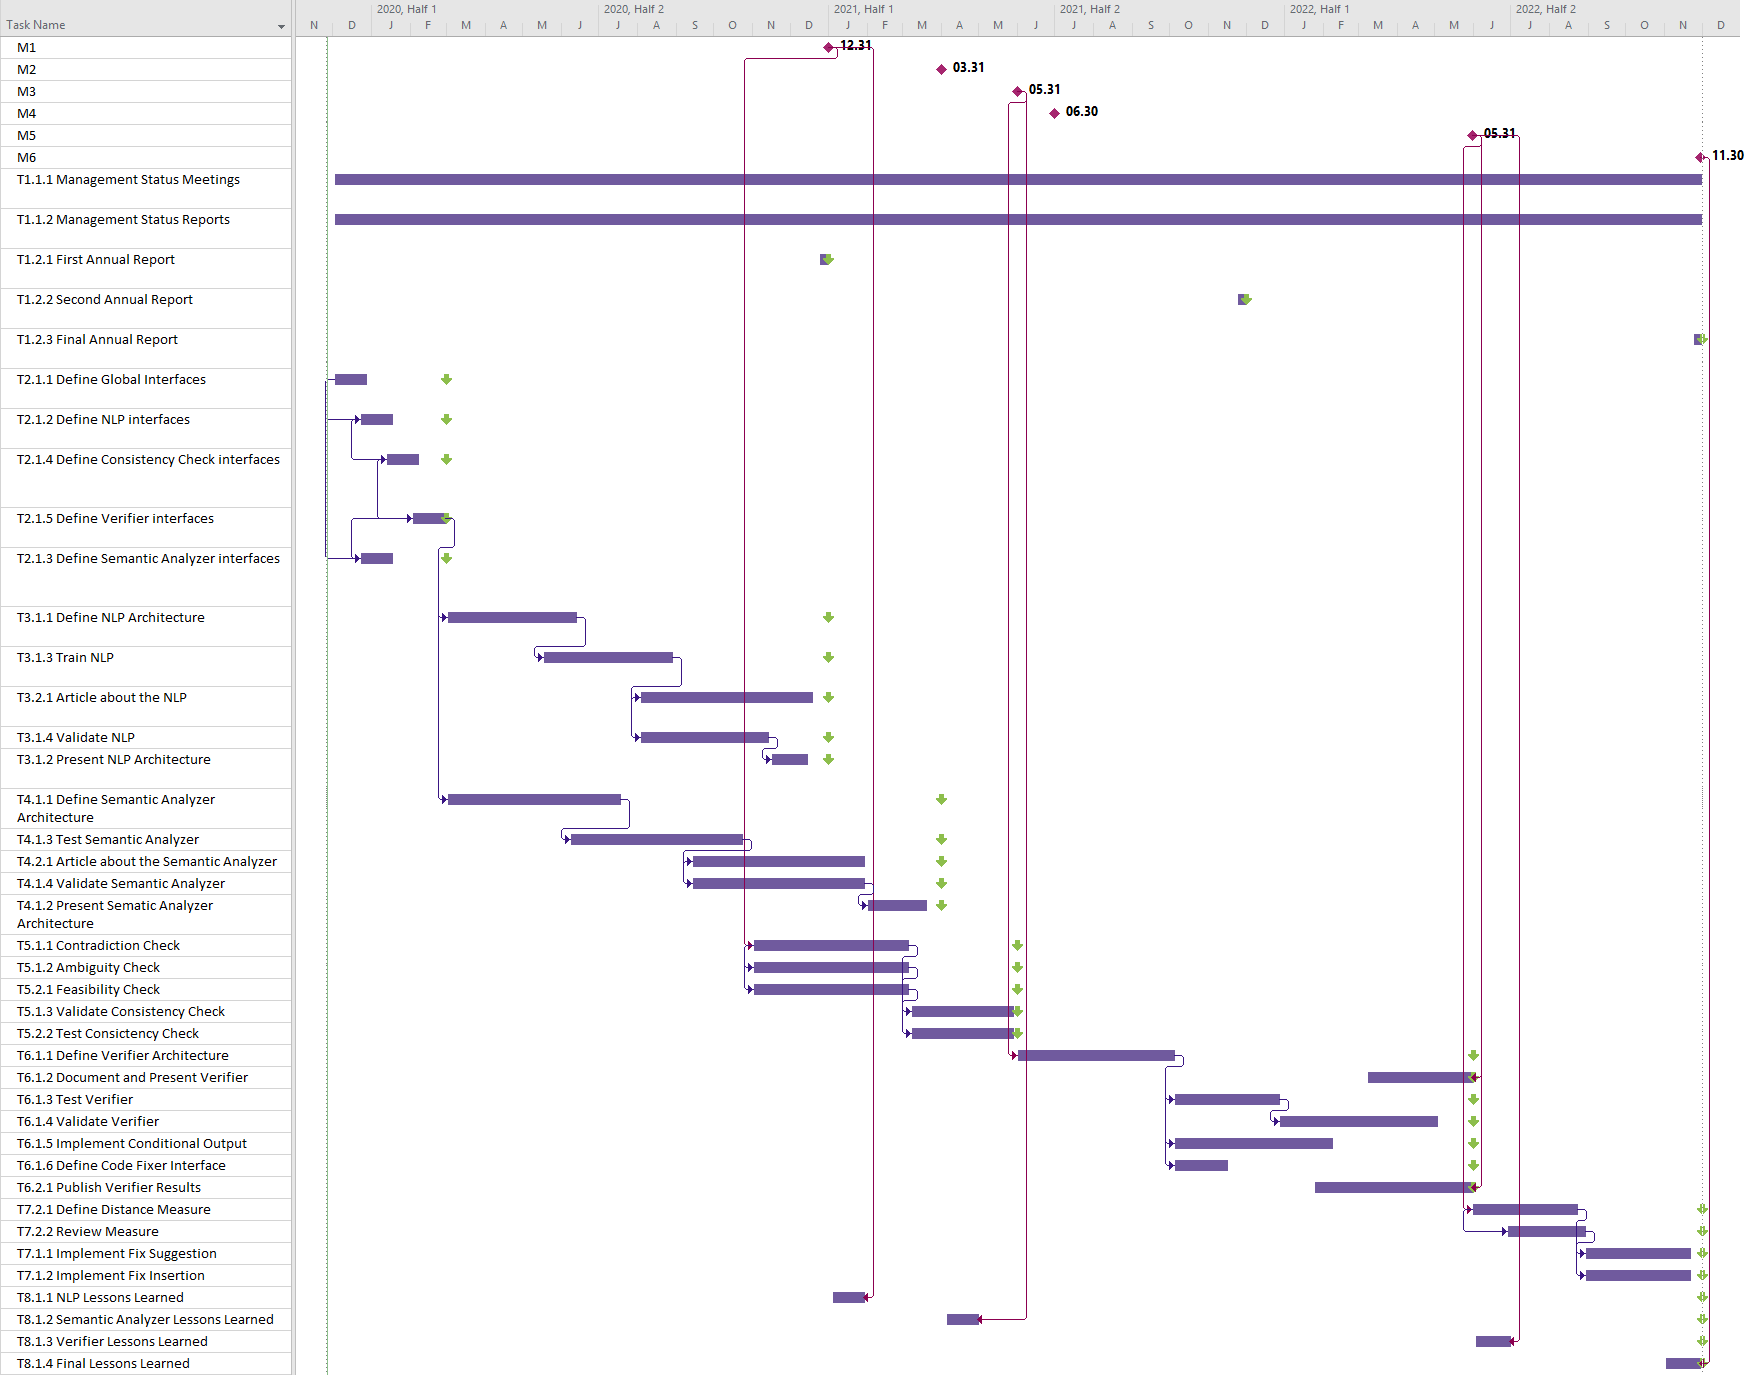 2020, Half 1 2020, Half 2 2021, Half 1 2021, Half 2 2022, Half 1 2022, Half 2
Task Name N D J F M A M J J A S O N D J F M A M J J A S O N D J F M A M J J A S O N D
M1 12.31
M2 03.31
M3 05.31
M4 06.30
M5 05.31
M6 11.30
T1.1.1 Management Status Meetings
T1.1.2 Management Status Reports
T1.2.1 First Annual Report
T1.2.2 Second Annual Report
T1.2.3 Final Annual Report
T2.1.1 Define Global Interfaces
T2.1.2 Define NLP interfaces
T2.1.4 Define Consistency Check interfaces
T2.1.5 Define Verifier interfaces
T2.1.3 Define Semantic Analyzer interfaces
T3.1.1 Define NLP Architecture
T3.1.3 Train NLP
T3.2.1 Article about the NLP
T3.1.4 Validate NLP
T3.1.2 Present NLP Architecture
T4.1.1 Define Semantic Analyzer
Architecture
T4.1.3 Test Semantic Analyzer
T4.2.1 Article about the Semantic Analyzer
T4.1.4 Validate Semantic Analyzer
T4.1.2 Present Sematic Analyzer
Architecture
T5.1.1 Contradiction Check
T5.1.2 Ambiguity Check
T5.2.1 Feasibility Check
T5.1.3 Validate Consistency Check
T5.2.2 Test Consictency Check
T6.1.1 Define Verifier Architecture
T6.1.2 Document and Present Verifier
T6.1.3 Test Verifier
T6.1.4 Validate Verifier
T6.1.5 Implement Conditional Output
T6.1.6 Define Code Fixer Interface
T6.2.1 Publish Verifier Results
T7.2.1 Define Distance Measure
T7.2.2 Review Measure
T7.1.1 Implement Fix Suggestion
T7.1.2 Implement Fix Insertion
T8.1.1 NLP Lessons Learned
T8.1.2 Semantic Analyzer Lessons Learned
T8.1.3 Verifier Lessons Learned
T8.1.4 Final Lessons Learned